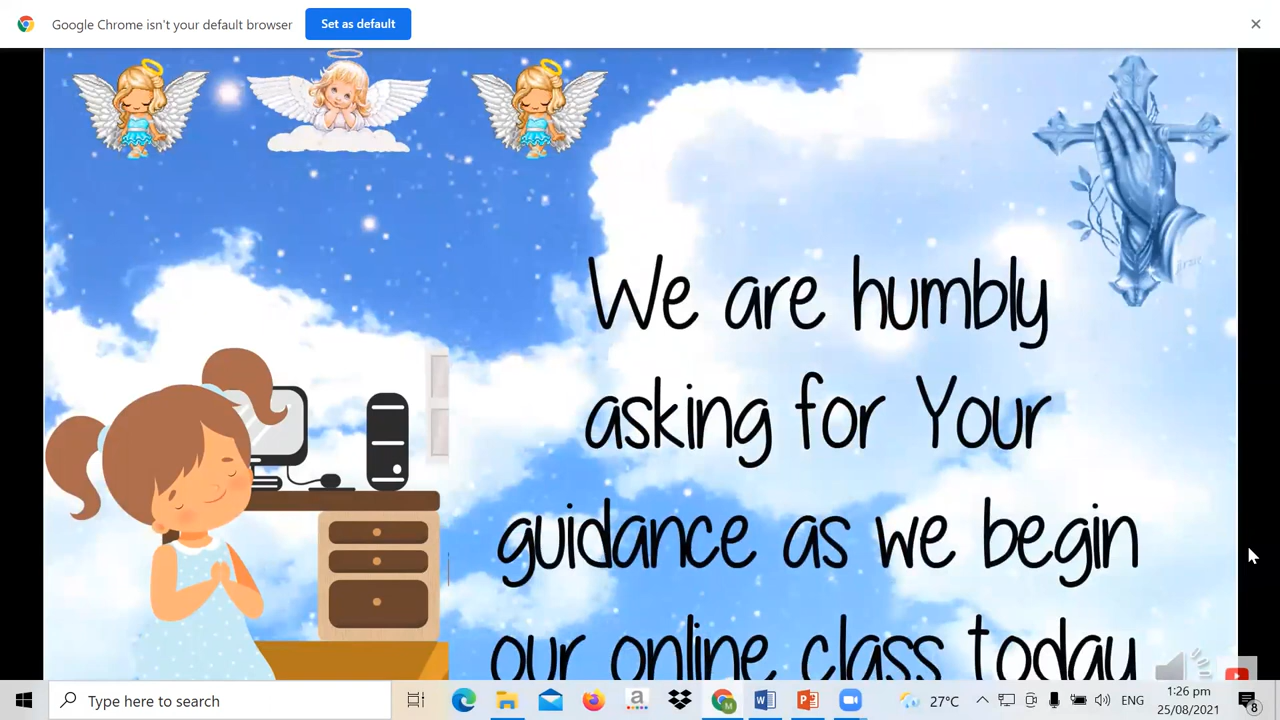 Google Chrome isn't your default browser Set as default
We are humbly
asking for Your
guidance as we begin
our online class today
Type here to search
27°C ENG 1:26 pm
25/08/2021 8